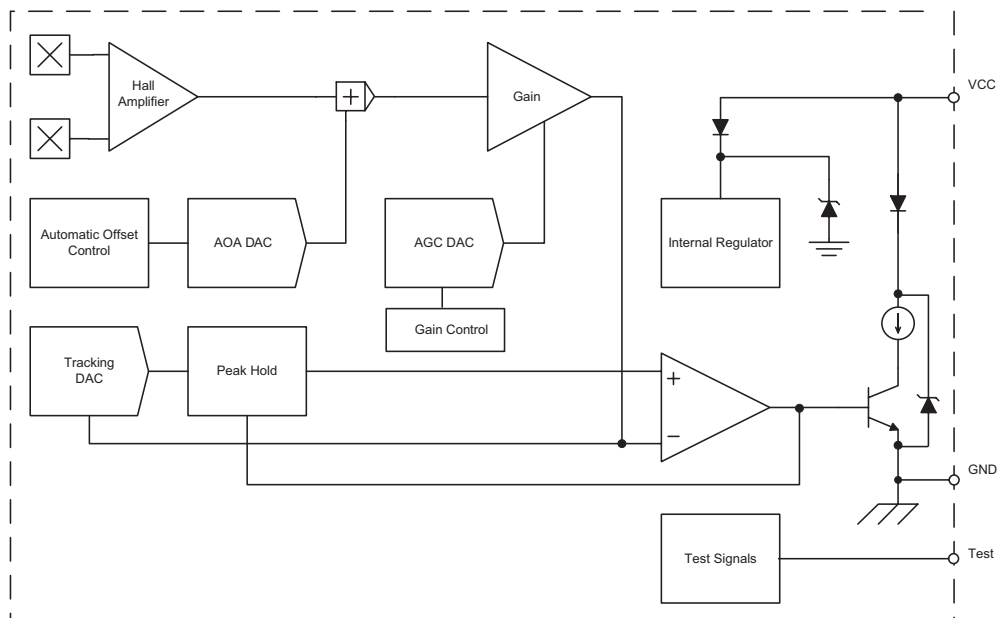 VCC
Hall
Amplifier
+
Gain
Automatic Offset
Control
AOA DAC
AGC DAC
Internal Regulator
Gain Control
Tracking
DAC
Peak Hold
+
−
GND
Test Signals
Test